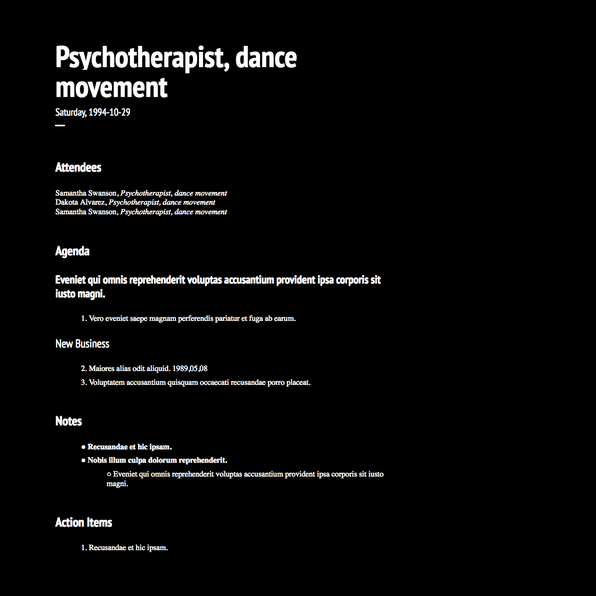 Psychotherapist, dance
movement
Saturday, 1994-10-29
Attendees
Samantha Swanson, Psychotherapist, dance movement
Dakota Alvarez, Psychotherapist, dance movement
Samantha Swanson, Psychotherapist, dance movement
Agenda
Eveniet qui omnis reprehenderit voluptas accusantium provident ipsa corporis sit
iusto magni.
1. Vero eveniet saepe magnam perferendis pariatur et fuga ab earum.
New Business
2. Maiores alias odit aliquid. 1989,05,08
3. Voluptatem accusantium quisquam occaecati recusandae porro placeat.
Notes
● Recusandae et hic ipsam.
● Nobis illum culpa dolorum reprehenderit.
○ Eveniet qui omnis reprehenderit voluptas accusantium provident ipsa corporis sit iusto
magni.
Action Items
1. Recusandae et hic ipsam.